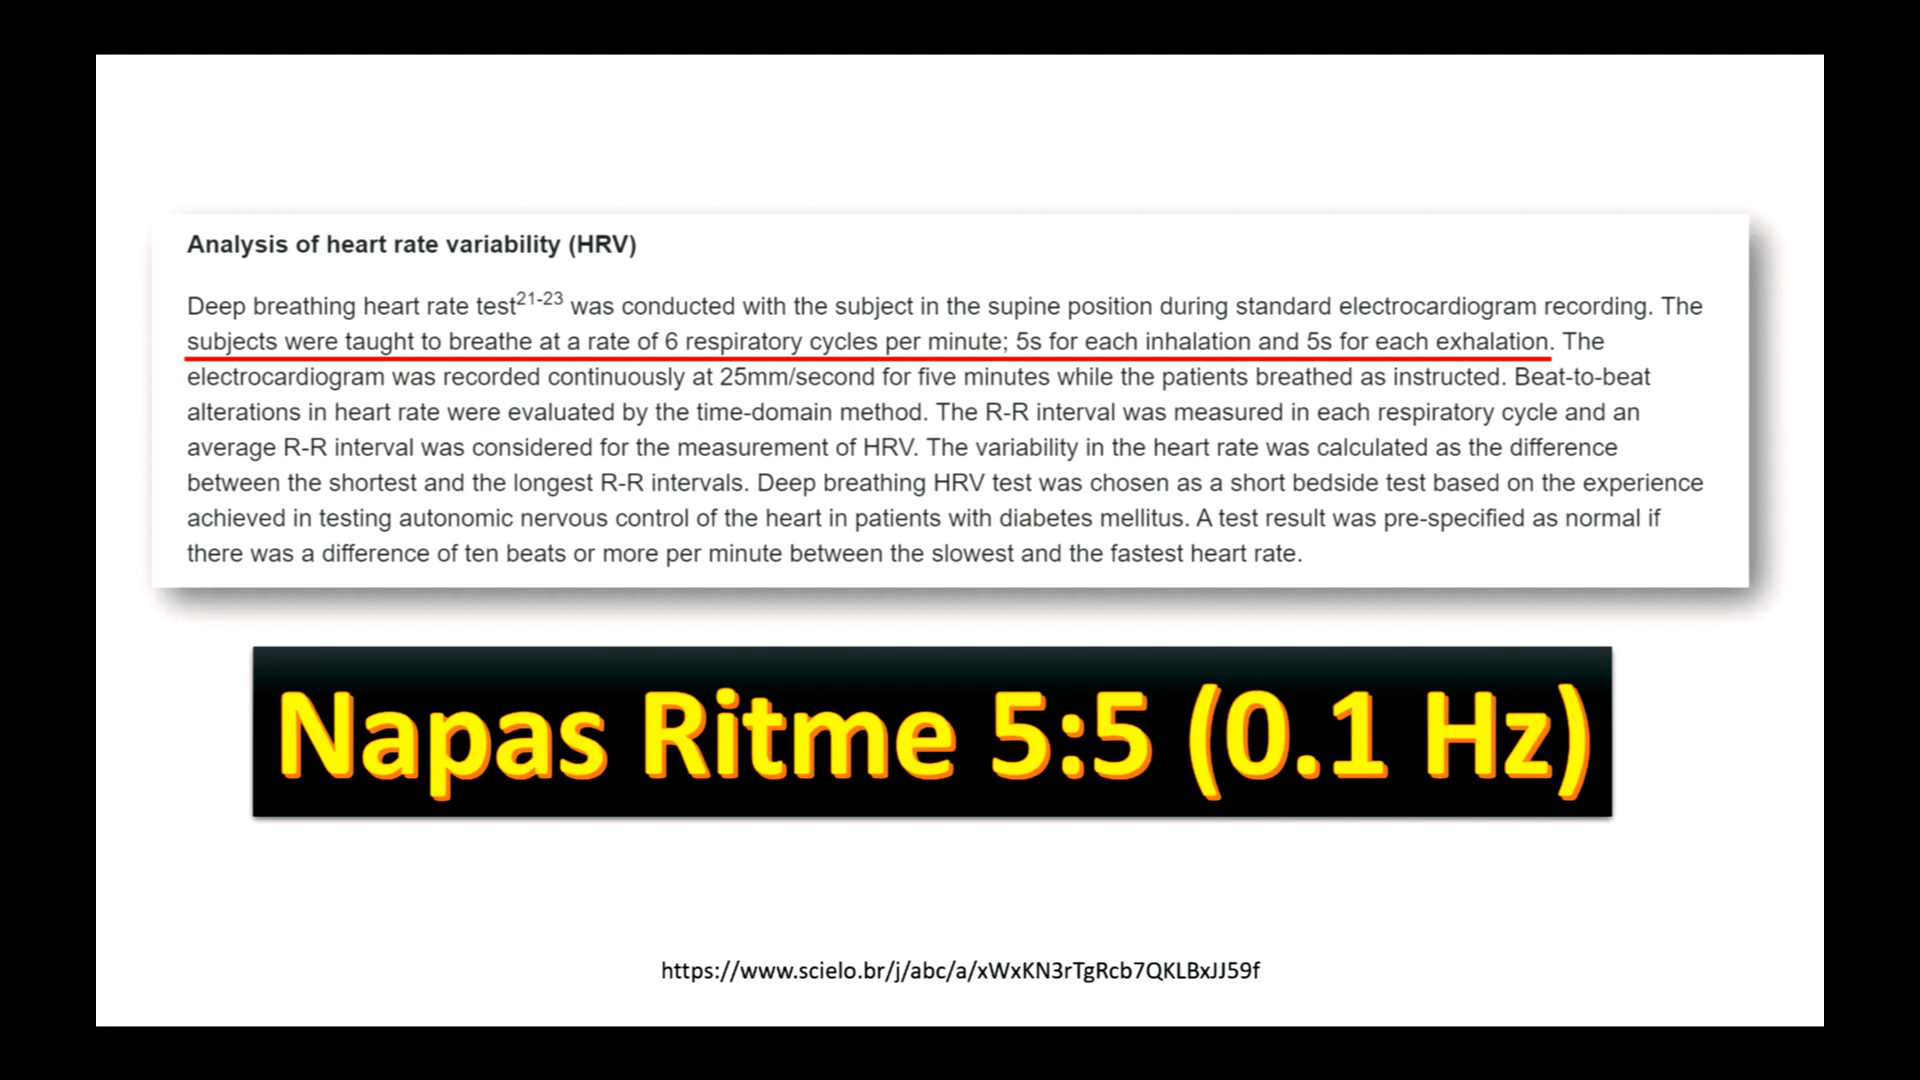 Analysis of heart rate variability (HRV)
Deep breathing heart rate test21-23 was conducted with the subject in the supine position during standard electrocardiogram recording. The
subjects were taught to breathe at a rate of 6 respiratory cycles per minute; 5s for each inhalation and 5s for each exhalation. The
electrocardiogram was recorded continuously at 25mm/second for five minutes while the patients breathed as instructed. Beat-to-beat
alterations in heart rate were evaluated by the time-domain method. The R-R interval was measured in each respiratory cycle and an
average R-R interval was considered for the measurement of HRV. The variability in the heart rate was calculated as the difference
between the shortest and the longest R-R intervals. Deep breathing HRV test was chosen as a short bedside test based on the experience
achieved in testing autonomic nervous control of the heart in patients with diabetes mellitus. A test result was pre-specified as normal if
there was a difference of ten beats or more per minute between the slowest and the fastest heart rate.
Napas Ritme 5:5 (0.1 Hz)
https://www.scielo.br/j/abc/a/xWxKN3rTgRcb7QKLBxJJ59f